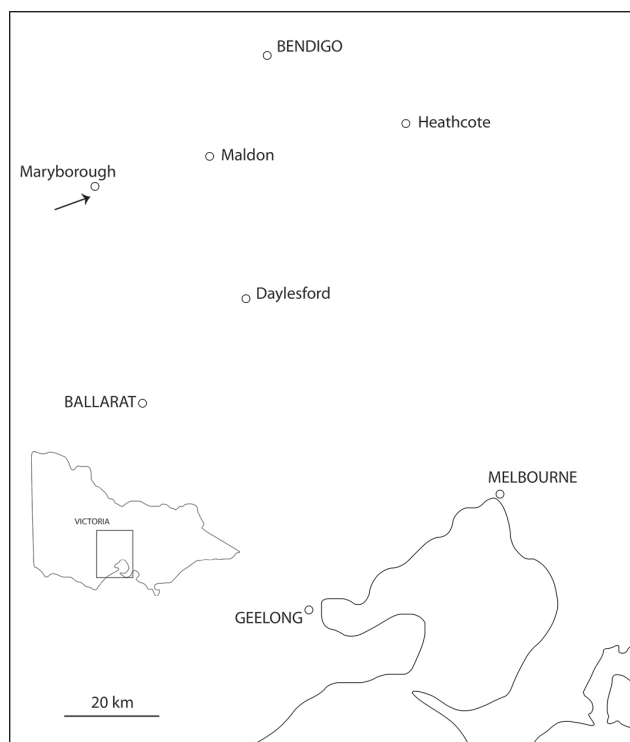 BENDIGO
Heathcote
Maldon
Maryborough
Daylesford
BALLARAT
MELBOURNE
VICTORIA
GEELONG
20 km